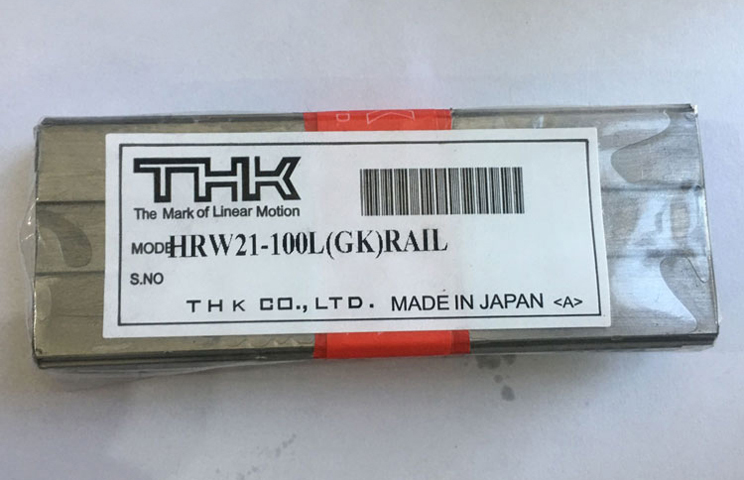 THK
The Mark of Linear Motion
MODEHRW21-100L(GK)RAIL
S.NO
THK CO.,LTD. MADE IN JAPAN <A>